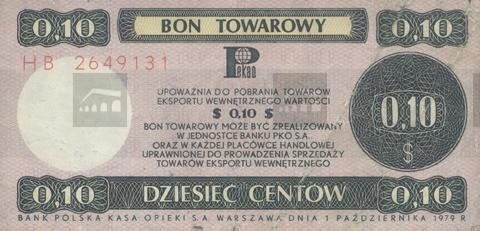 0,10 BON TOWAROWY 0,10
HB 2649131
Pekao
UPOWAŻNIA DO POBRANIA TOWARÓW
EKSPORTU WEWNĘTRZNEGO WARTOŚCI
$ 0,10 $
BON TOWAROWY MOŻE BYĆ ZREALIZOWANY
W JEDNOSTCE BANKU PKO S.A.
ORAZ W KAŻDEJ PLACÓWCE HANDLOWEJ
UPRAWNIONEJ DO PROWADZENIA SPRZEDAŻY
TOWARÓW EKSPORTU WEWNĘTRZNEGO
0,10
$
0,10 DZIESIĘĆ CENTÓW 0,10
BANK POLSKA KASA OPIEKI S.A. WARSZAWA, DNIA 1 PAŹDZIERNIKA 1979 R